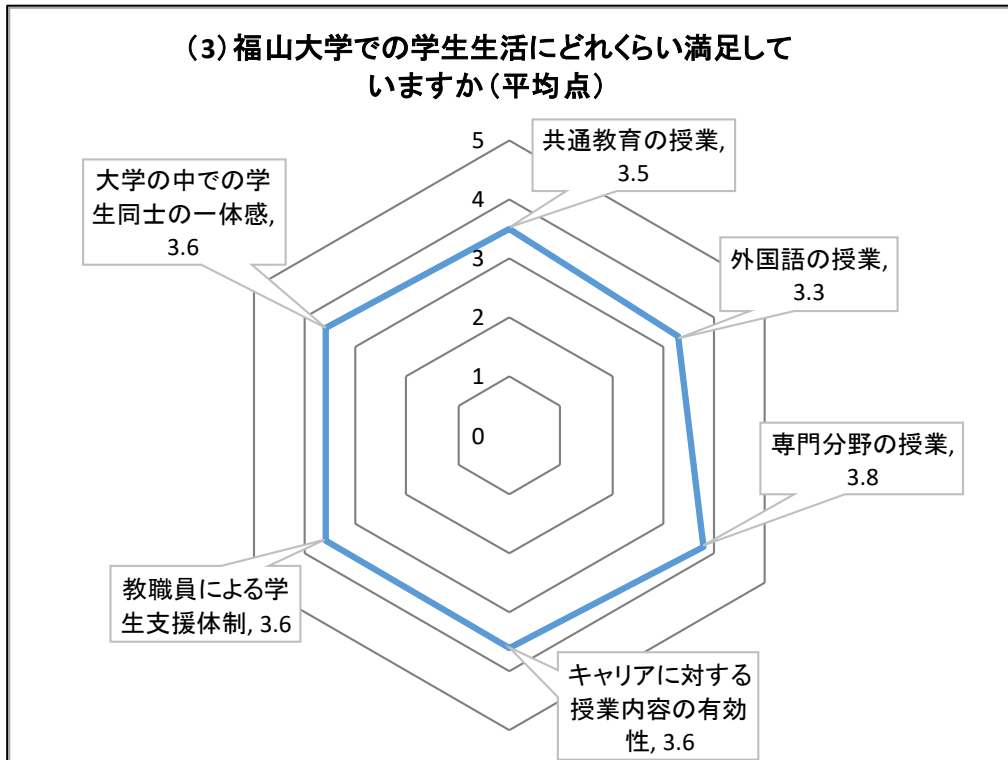 (3)福山大学での学生生活にどれくらい満足して
いますか(平均点)
共通教育の授業,
3.5
外国語の授業,
3.3
専門分野の授業,
3.8
キャリアに対する
授業内容の有効
性, 3.6
教職員による学
生支援体制, 3.6
大学の中での学
生同士の一体感,
3.6
5
4
3
2
1
0